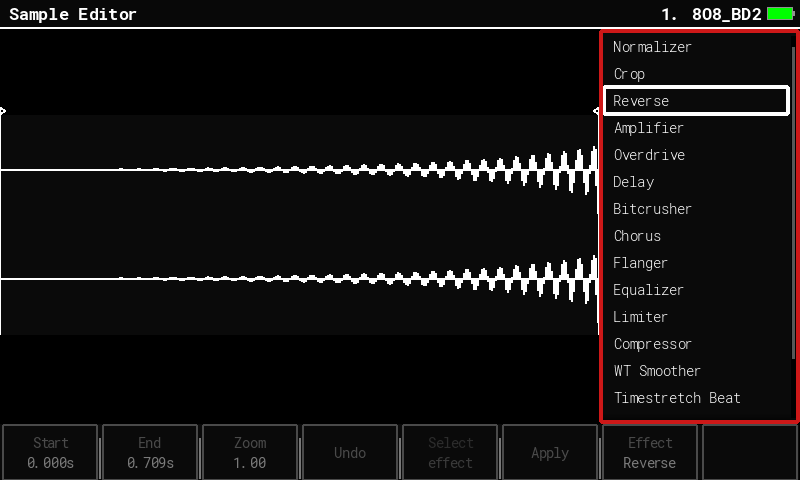 Sample Editor
1. 808_BD2
Normalizer
Crop
Reverse
Amplifier
Overdrive
Delay
Bitcrusher
Chorus
Flanger
Equalizer
Limiter
Compressor
WT Smoother
Timestretch Beat
Start
0.000s
End
0.709s
Zoom
1.00
Undo
Select
effect
Apply
Effect
Reverse